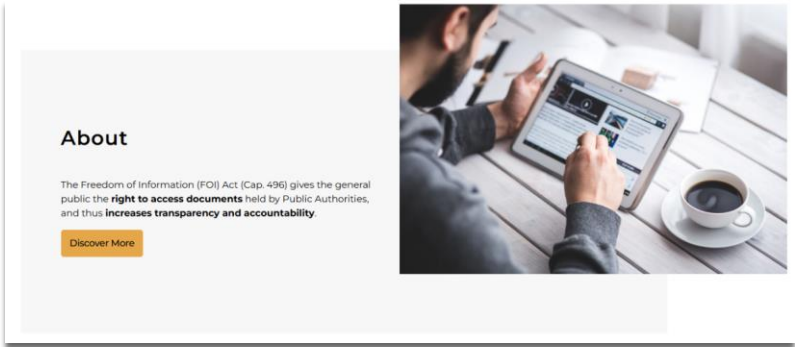 About
The Freedom of Information (FOI) Act (Cap. 496) gives the general
public the right to access documents held by Public Authorities,
and thus increases transparency and accountability.
Discover More